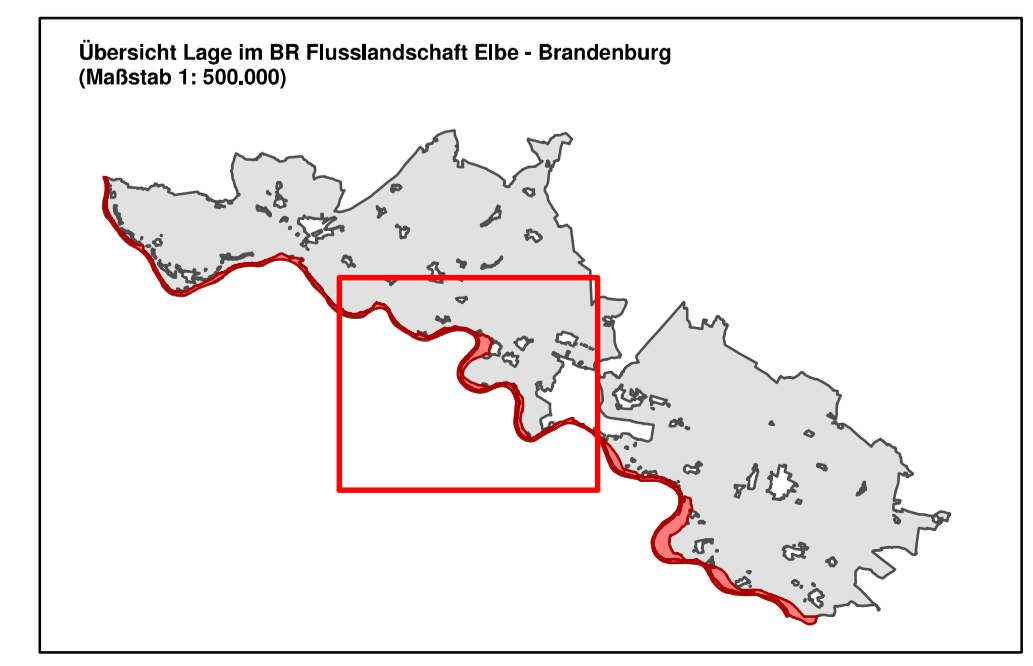 Übersicht Lage im BR Flusslandschaft Elbe - Brandenburg
(Maßstab 1: 500.000)